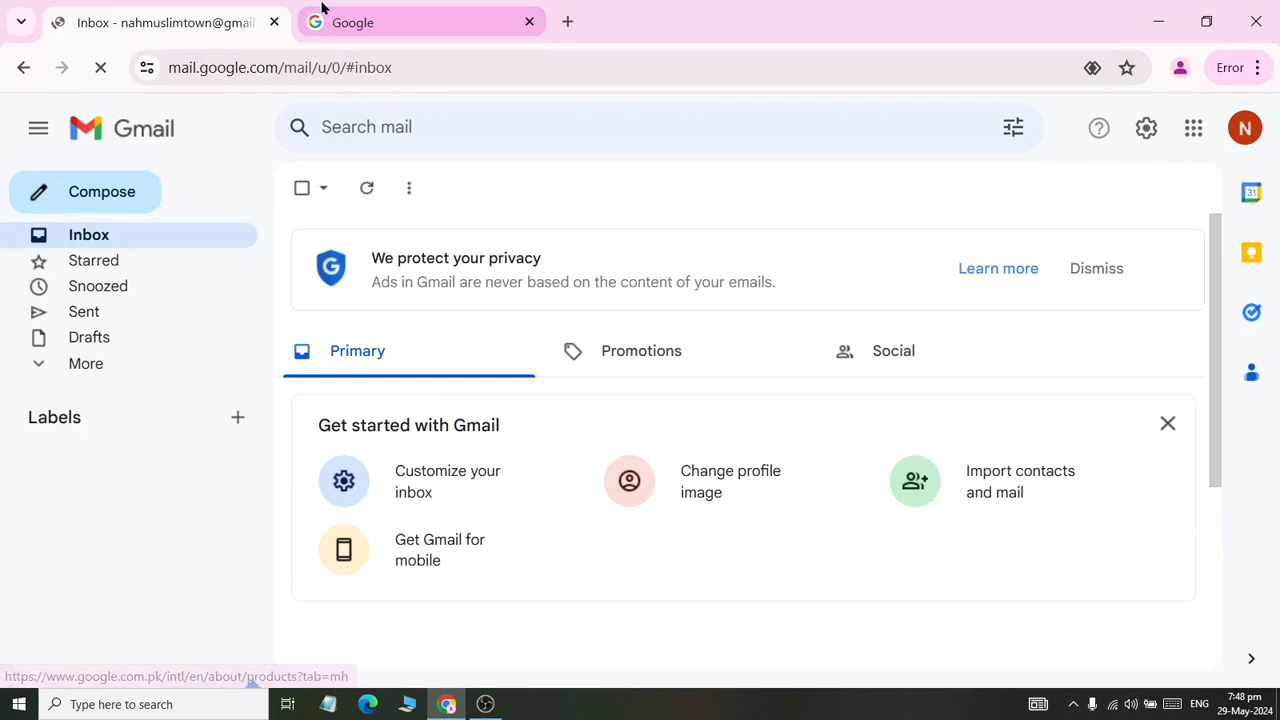 Inbox - nahmuslimtown@gmai
Google
mail.google.com/mail/u/0/#inbox
Error
Gmail
Search mail
N
Compose
31
Inbox
Starred
Snoozed
Sent
Drafts
More
Labels
We protect your privacy
Ads in Gmail are never based on the content of your emails.
Learn more
Dismiss
Primary
Promotions
Social
Get started with Gmail
Customize your
inbox
Change profile
image
Import contacts
and mail
Get Gmail for
mobile
https://www.google.com.pk/intl/en/about/products?tab=mh
Type here to search
ENG
7:48 pm
29-May-2024